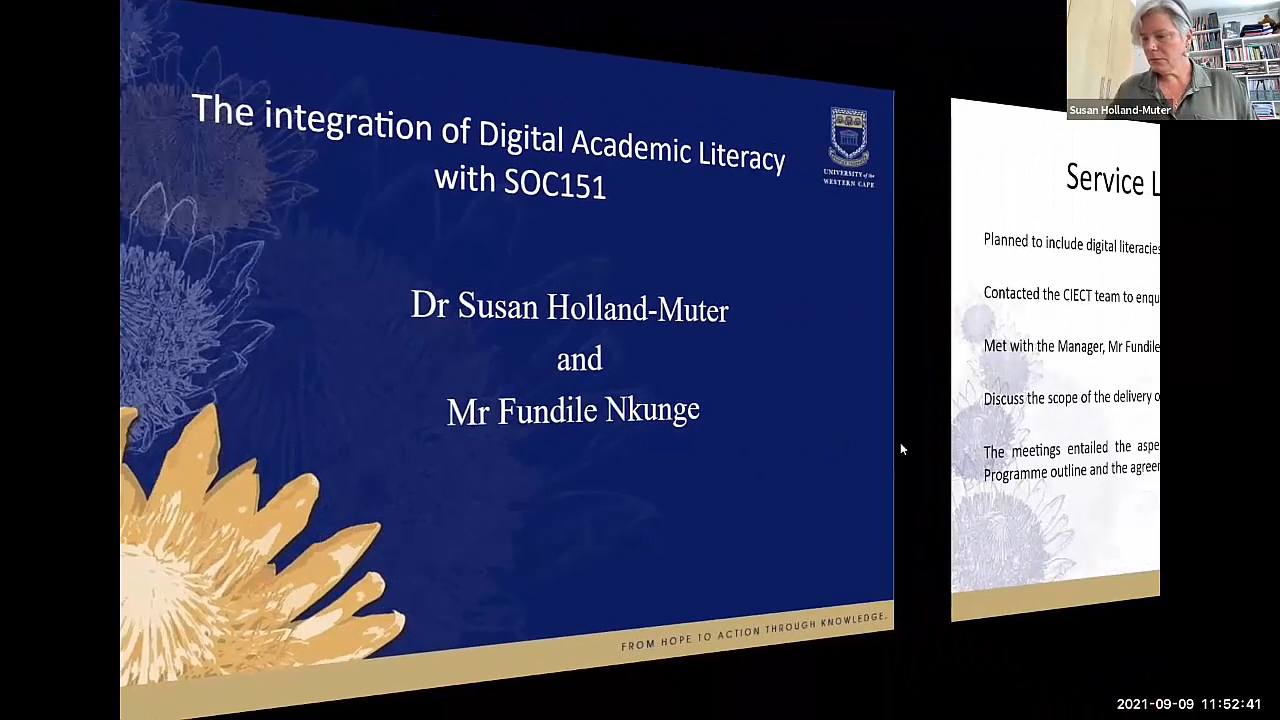 The integration of Digital Academic Literacy
with SOC151
UNIVERSITY of the
WESTERN CAPE
Dr Susan Holland-Muter
and
Mr Fundile Nkunge
FROM HOPE TO ACTION THROUGH KNOWLEDGE.
Service L
Planned to include digital literacies
Contacted the CIECT team to enqu
Met with the Manager, Mr Fundile
Discuss the scope of the delivery o
The meetings entailed the aspe
Programme outline and the agreer
Susan Holland-Muter
2021-09-09 11:52:41